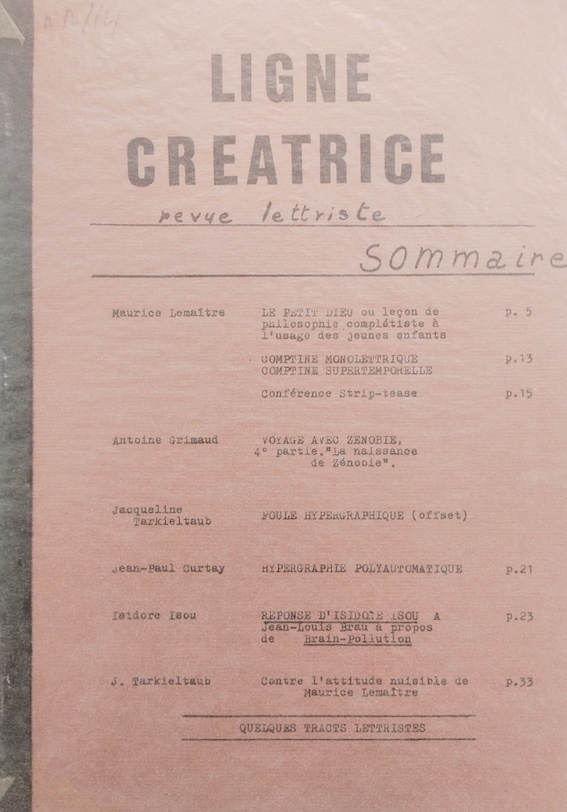 LIGNE
CREATRICE
revue lettriste
Sommaire
Maurice Lemaître LE PETIT DIEU ou leçon de p. 5
philosophie complétiste à
l'usage des jeunes enfants
COMPTINE MONOLETTRIQUE p.13
COMPTINE SUPERTEMPORELLE
Conférence Strip-tease p.15
Antoine Grimaud VOYAGE AVEC ZENOBIE,
4° partie."La naissance
de Zénobie".
Jacqueline
Tarkieltaub FOULE HYPERGRAPHIQUE (offset)
Jean-Paul Curtay HYPERGRAPHIE POLYAUTOMATIQUE p.21
Isidore Isou REPONSE D'ISIDORE ISOU A p.23
Jean-Louis Brau à propos
de Brain-Pollution
J. Tarkieltaub Contre l'attitude nuisible de p.33
Maurice Lemaître
QUELQUES TRACTS LETTRISTES